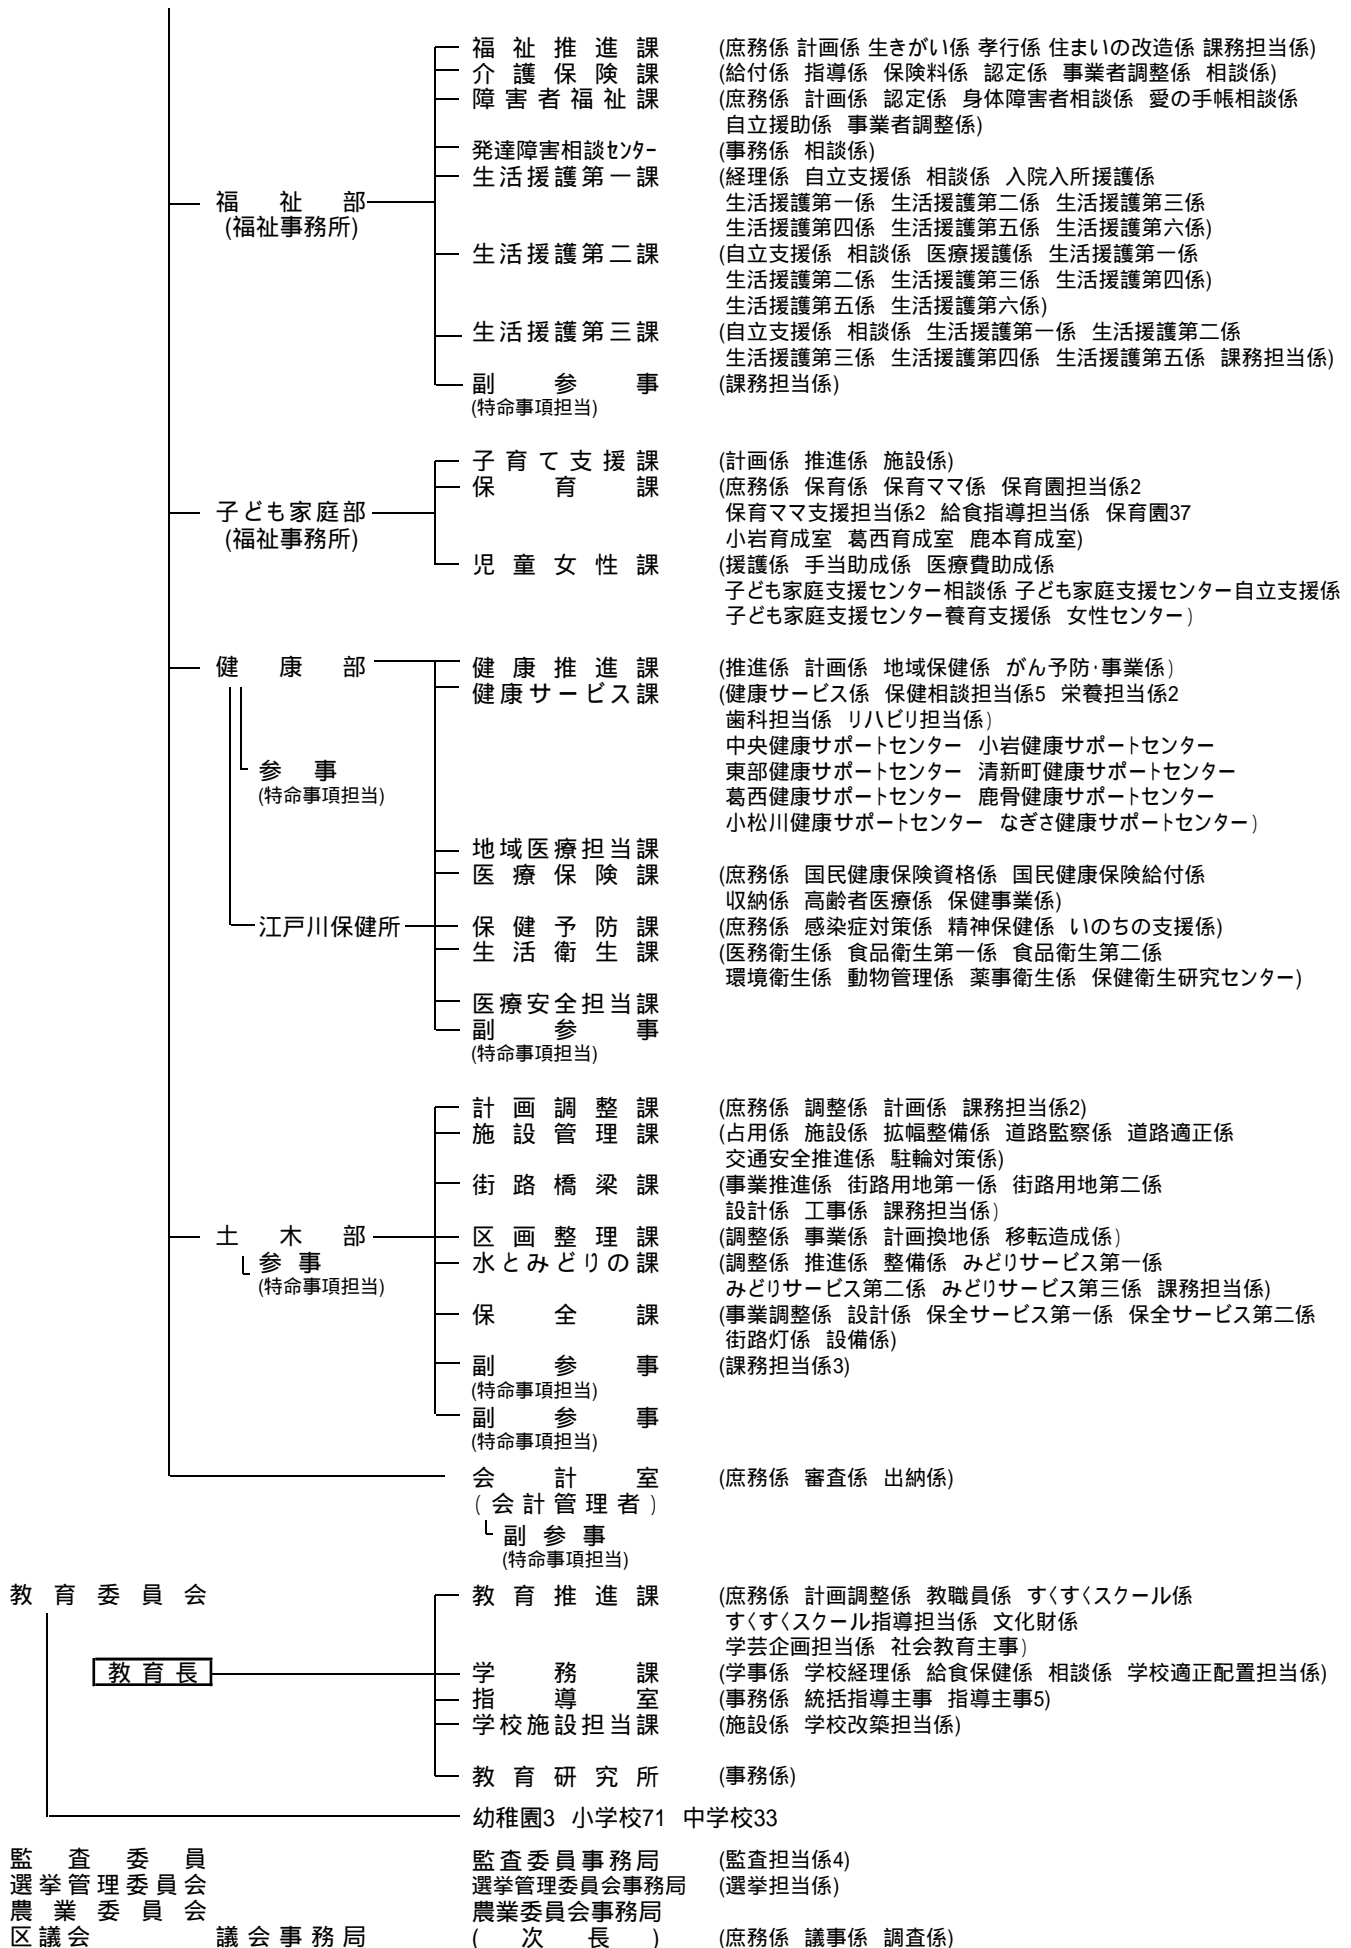 福祉推進課 (庶務係 計画係 生きがい係 孝行係 住まいの改造係 課務担当係)
介護保険課 (給付係 指導係 保険料係 認定係 事業者調整係 相談係)
障害者福祉課 (庶務係 計画係 認定係 身体障害者相談係 愛の手帳相談係
自立援助係 事業者調整係)
発達障害相談センター (事務係 相談係)
生活援護第一課 (経理係 自立支援係 相談係 入院入所援護係
福祉部 生活援護第一係 生活援護第二係 生活援護第三係
(福祉事務所) 生活援護第四係 生活援護第五係 生活援護第六係)
生活援護第二課 (自立支援係 相談係 医療援護係 生活援護第一係
生活援護第二係 生活援護第三係 生活援護第四係)
生活援護第五係 生活援護第六係)
生活援護第三課 (自立支援係 相談係 生活援護第一係 生活援護第二係
生活援護第三係 生活援護第四係 生活援護第五係 課務担当係)
副参事 (課務担当係)
(特命事項担当)
子育て支援課 (計画係 推進係 施設係)
保育課 (庶務係 保育係 保育ママ係 保育園担当係2
子ども家庭部 保育ママ支援担当係2 給食指導担当係 保育園37
(福祉事務所) 小岩育成室 葛西育成室 鹿本育成室)
児童女性課 (援護係 手当助成係 医療費助成係
子ども家庭支援センター相談係 子ども家庭支援センター自立支援係
子ども家庭支援センター養育支援係 女性センター)
健康部 健康推進課 (推進係 計画係 地域保健係 がん予防・事業係)
健康サービス課 (健康サービス係 保健相談担当係5 栄養担当係2
歯科担当係 リハビリ担当係)
中央健康サポートセンター 小岩健康サポートセンター
参事 東部健康サポートセンター 清新町健康サポートセンター
(特命事項担当) 葛西健康サポートセンター 鹿骨健康サポートセンター
小松川健康サポートセンター なぎさ健康サポートセンター)
地域医療担当課
医療保険課 (庶務係 国民健康保険資格係 国民健康保険給付係
収納係 高齢者医療係 保健事業係)
江戸川保健所 保健予防課 (庶務係 感染症対策係 精神保健係 いのちの支援係)
生活衛生課 (医務衛生係 食品衛生第一係 食品衛生第二係
環境衛生係 動物管理係 薬事衛生係 保健衛生研究センター)
医療安全担当課
副参事
(特命事項担当)
計画調整課 (庶務係 調整係 計画係 課務担当係2)
施設管理課 (占用係 施設係 拡幅整備係 道路監察係 道路適正係
交通安全推進係 駐輪対策係)
街路橋梁課 (事業推進係 街路用地第一係 街路用地第二係
設計係 工事係 課務担当係)
土木部 区画整理課 (調整係 事業係 計画換地係 移転造成係)
参事 水とみどりの課 (調整係 推進係 整備係 みどりサービス第一係
(特命事項担当) みどりサービス第二係 みどりサービス第三係 課務担当係)
保全課 (事業調整係 設計係 保全サービス第一係 保全サービス第二係
街路灯係 設備係)
副参事 (課務担当係3)
(特命事項担当)
副参事
(特命事項担当)
会計室 (庶務係 審査係 出納係)
(会計管理者)
副参事
(特命事項担当)
教育委員会 教育推進課 (庶務係 計画調整係 教職員係 すくすくスクール係
すくすくスクール指導担当係 文化財係
学芸企画担当係 社会教育主事)
教育長 学務課 (学事係 学校経理係 給食保健係 相談係 学校適正配置担当係)
指導室 (事務係 統括指導主事 指導主事5)
学校施設担当課 (施設係 学校改築担当係)
教育研究所 (事務係)
幼稚園3 小学校71 中学校33
監査委員 監査委員事務局 (監査担当係4)
選挙管理委員会 選挙管理委員会事務局 (選挙担当係)
農業委員会 農業委員会事務局
区議会 議会事務局 (次長) (庶務係 議事係 調査係)